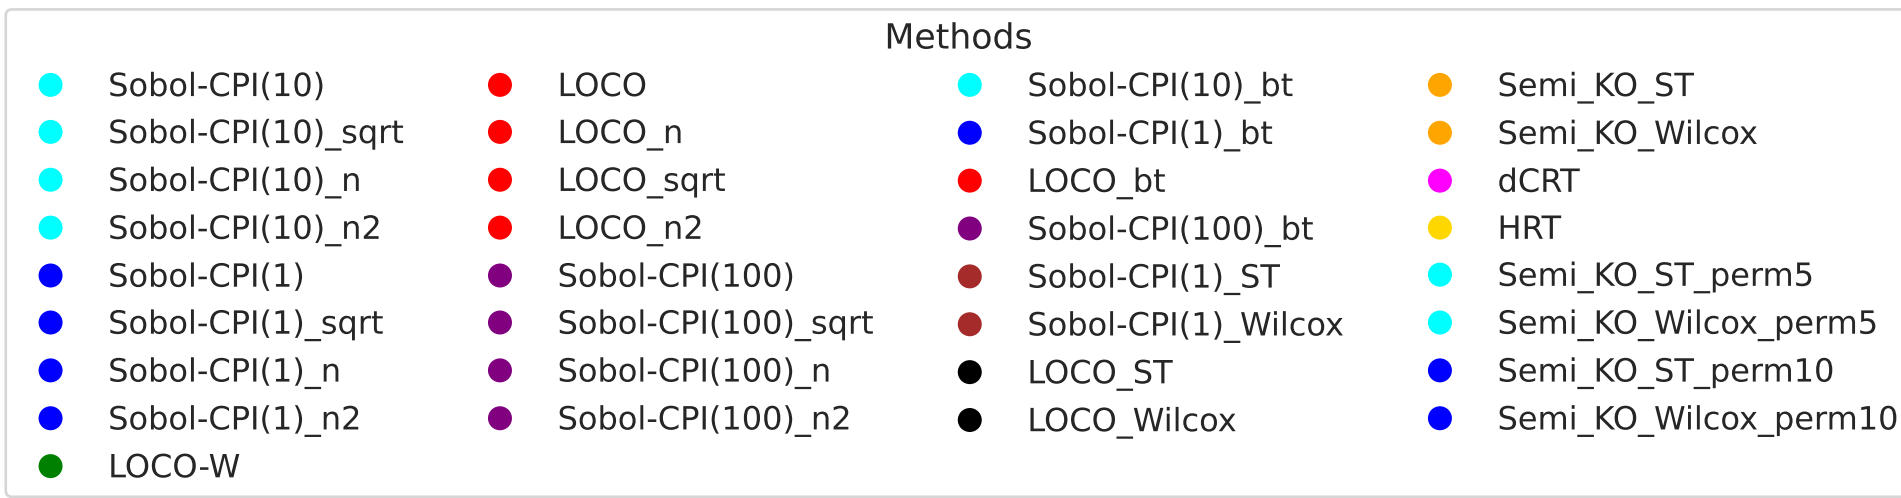 Methods
Sobol-CPI(10)
Sobol-CPI(10)_sqrt
Sobol-CPI(10)_n
Sobol-CPI(10)_n2
Sobol-CPI(1)
Sobol-CPI(1)_sqrt
Sobol-CPI(1)_n
Sobol-CPI(1)_n2
LOCO-W
LOCO
LOCO_n
LOCO_sqrt
LOCO_n2
Sobol-CPI(100)
Sobol-CPI(100)_sqrt
Sobol-CPI(100)_n
Sobol-CPI(100)_n2
Sobol-CPI(10)_bt
Sobol-CPI(1)_bt
LOCO_bt
Sobol-CPI(100)_bt
Sobol-CPI(1)_ST
Sobol-CPI(1)_Wilcox
LOCO_ST
LOCO_Wilcox
Semi_KO_ST
Semi_KO_Wilcox
dCRT
HRT
Semi_KO_ST_perm5
Semi_KO_Wilcox_perm5
Semi_KO_ST_perm10
Semi_KO_Wilcox_perm10